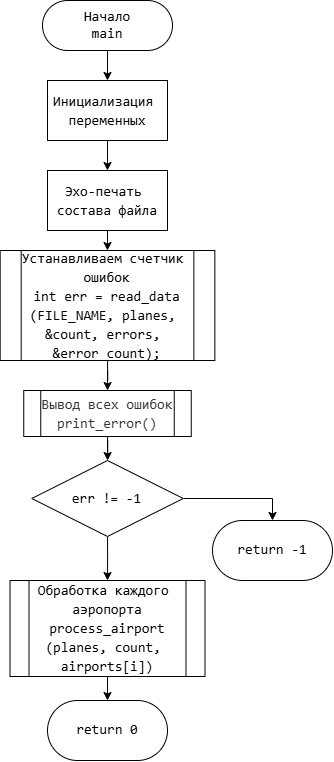 Начало
main
Инициализация
переменных
Эхо-печать
состава файла
Устанавливаем счетчик
ошибок
int err = read_data
(FILE_NAME, planes,
&count, errors,
&error_count);
Вывод всех ошибок
print_error()
err != -1
return -1
Обработка каждого
аэропорта
process_airport
(planes, count,
airports[i])
return 0